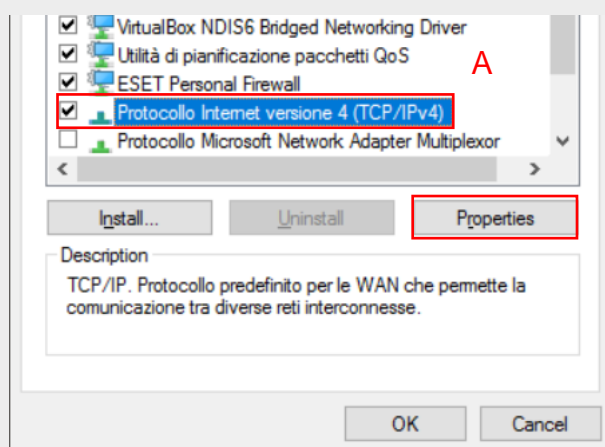 VirtualBox NDIS6 Bridged Networking Driver
Utilità di pianificazione pacchetti QoS
A
ESET Personal Firewall
Protocollo Internet versione 4 (TCP/IPv4)
Protocollo Microsoft Network Adapter Multiplexor
Install...
Uninstall
Properties
Description
TCP/IP. Protocollo predefinito per le WAN che permette la
comunicazione tra diverse reti interconnesse.
OK
Cancel